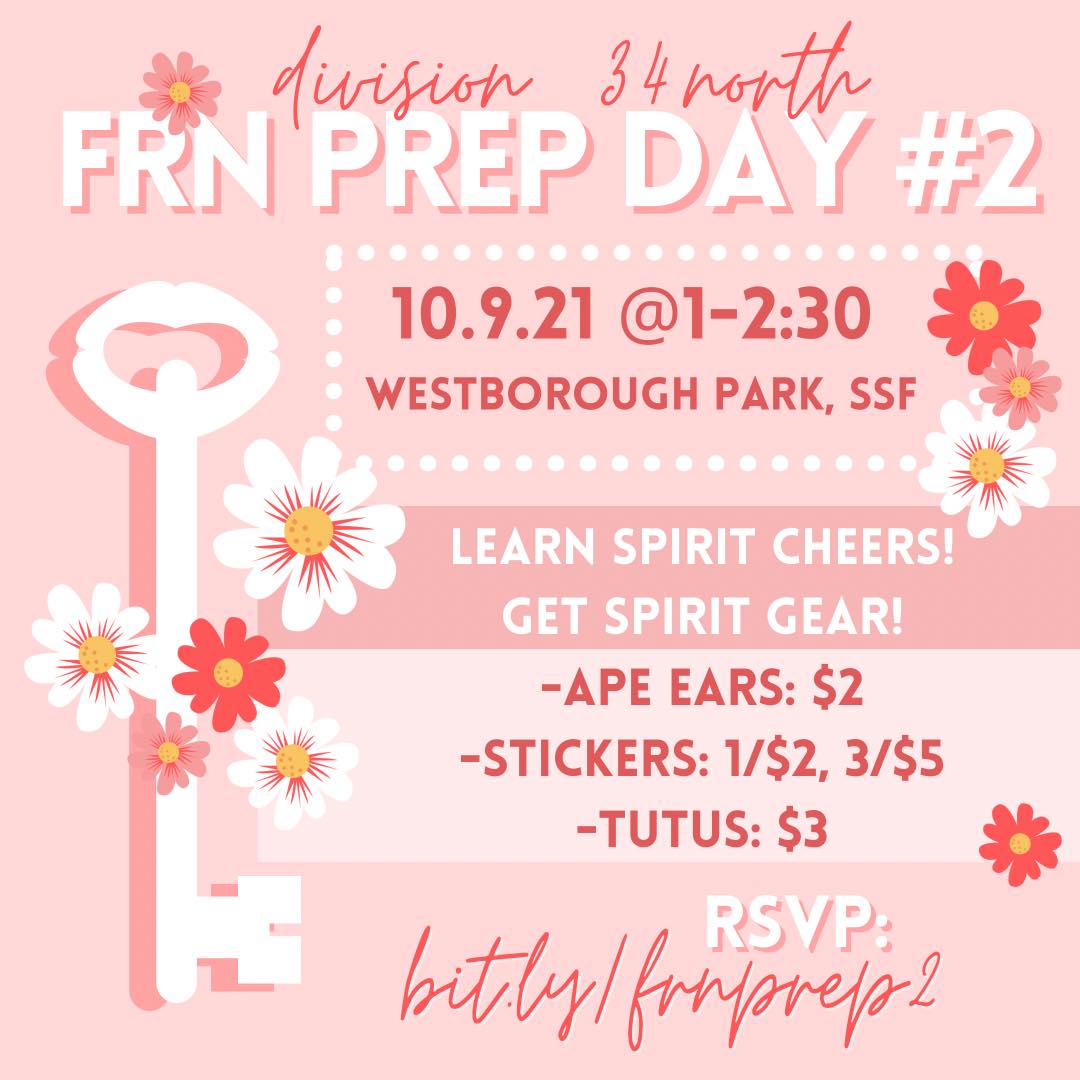 division 34 north
FRN PREP DAY #2
10.9.21 @1-2:30
WESTBOROUGH PARK, SSF
LEARN SPIRIT CHEERS!
GET SPIRIT GEAR!
-APE EARS: $2
-STICKERS: 1/$2, 3/$5
-TUTUS: $3
RSVP:
bit.ly/frnprep2